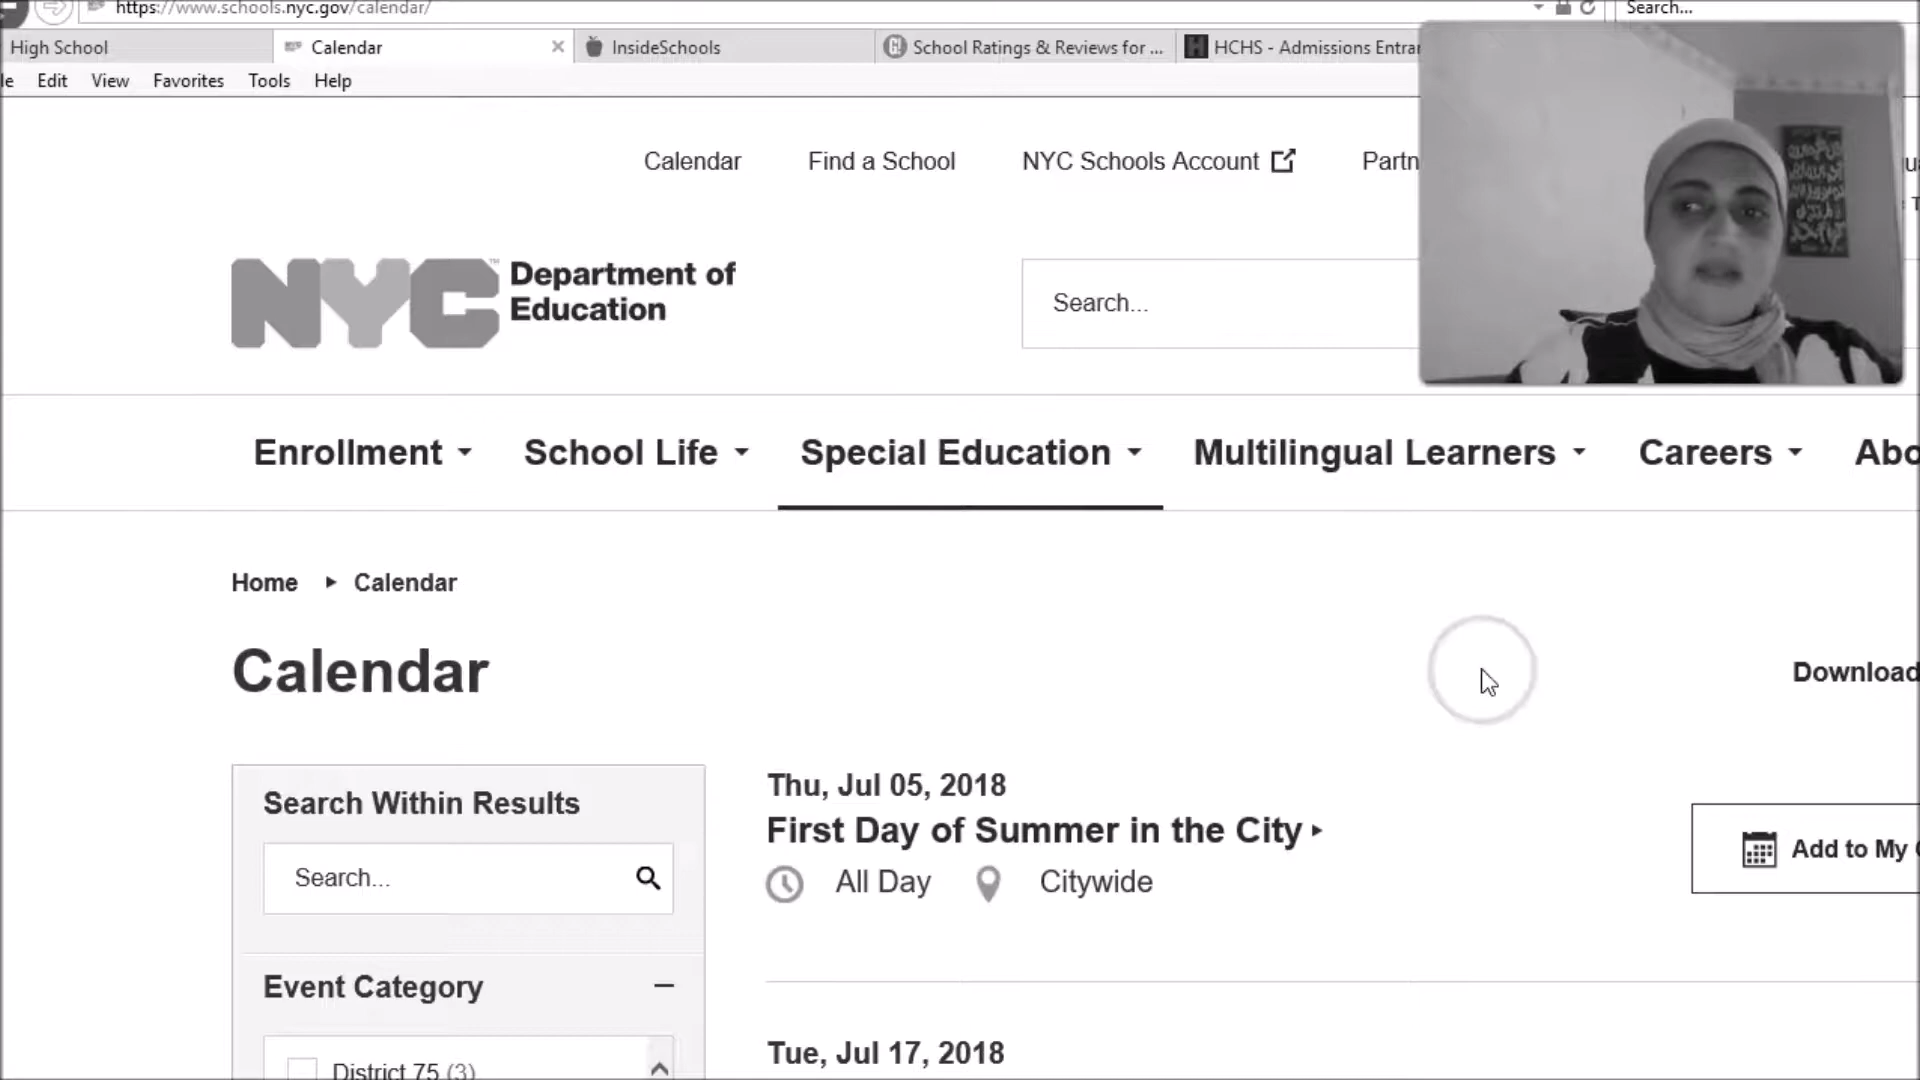 https://www.schools.nyc.gov/calendar/
Search...
High School
Calendar
InsideSchools
School Ratings & Reviews for ...
HCHS - Admissions Entran
Edit View Favorites Tools Help
Calendar
Find a School
NYC Schools Account
Partn
NYC
Department of
Education
Search...
Enrollment
School Life
Special Education
Multilingual Learners
Careers
Abo
Home
Calendar
Calendar
Download
Search Within Results
Search...
Event Category
District 75 (3)
Thu, Jul 05, 2018
First Day of Summer in the City
All Day
Citywide
Add to My
Tue, Jul 17, 2018